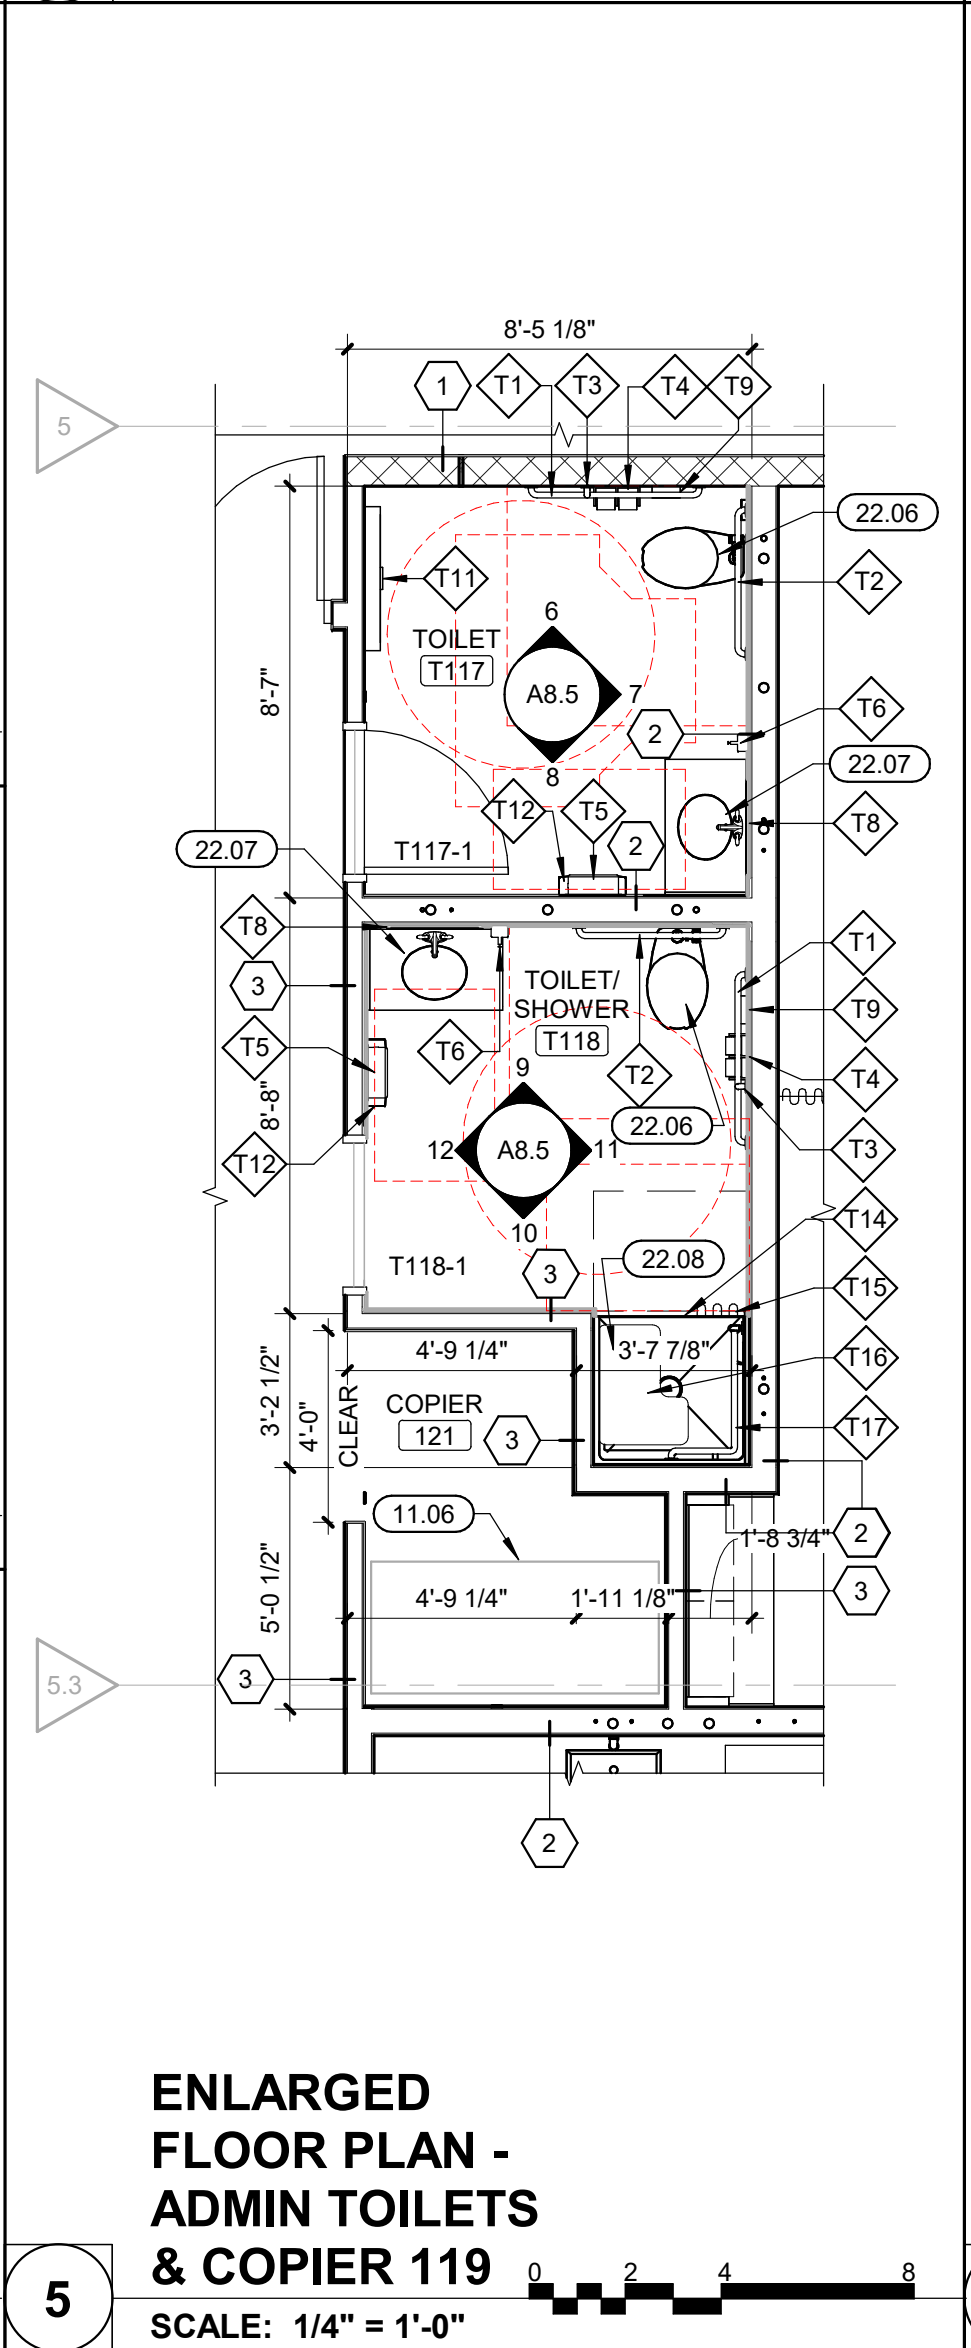 8'-5 1/8"
1
T1
T3
T4
T9
5
22.06
T11
T2
6
TOILET
T117
A8.5
7
8'-7"
2
T6
8
22.07
T12
T5
T8
2
T117-1
22.07
T8
T1
TOILET/
SHOWER
T118
3
T9
T5
T6
T2
T4
8'-8"
9
22.06
12
A8.5
11
T3
T12
10
T14
T118-1
3
22.08
T15
4'-9 1/4"
3'-7 7/8"
T16
3'-2 1/2"
4'-0"
CLEAR
COPIER
121
3
T17
11.06
2
1'-8 3/4"
5'-0 1/2"
4'-9 1/4"
1'-11 1/8"
3
3
5.3
2
ENLARGED
FLOOR PLAN -
ADMIN TOILETS
& COPIER 119
0 2 4 8
5
SCALE: 1/4" = 1'-0"